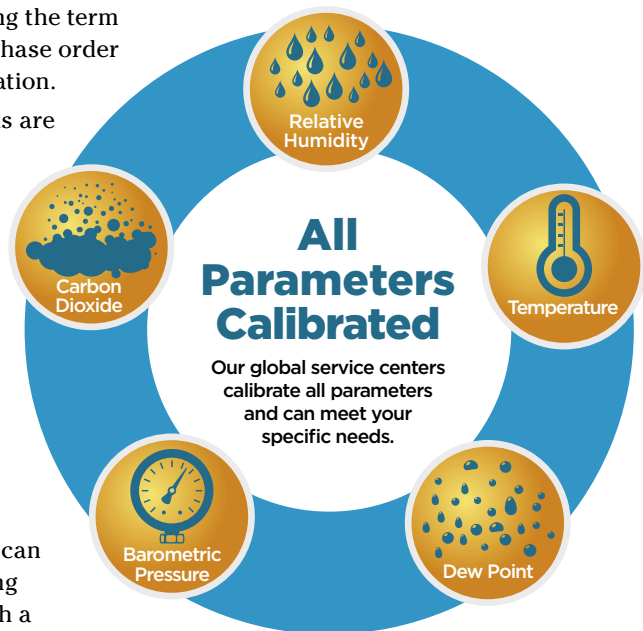 ng the term
hase order
ation.
s are
Relative
Humidity
Carbon
Dioxide
Temperature
All
Parameters
Calibrated
Our global service centers
calibrate all parameters
and can meet your
specific needs.
Barometric
Pressure
Dew Point
can
ng
h a